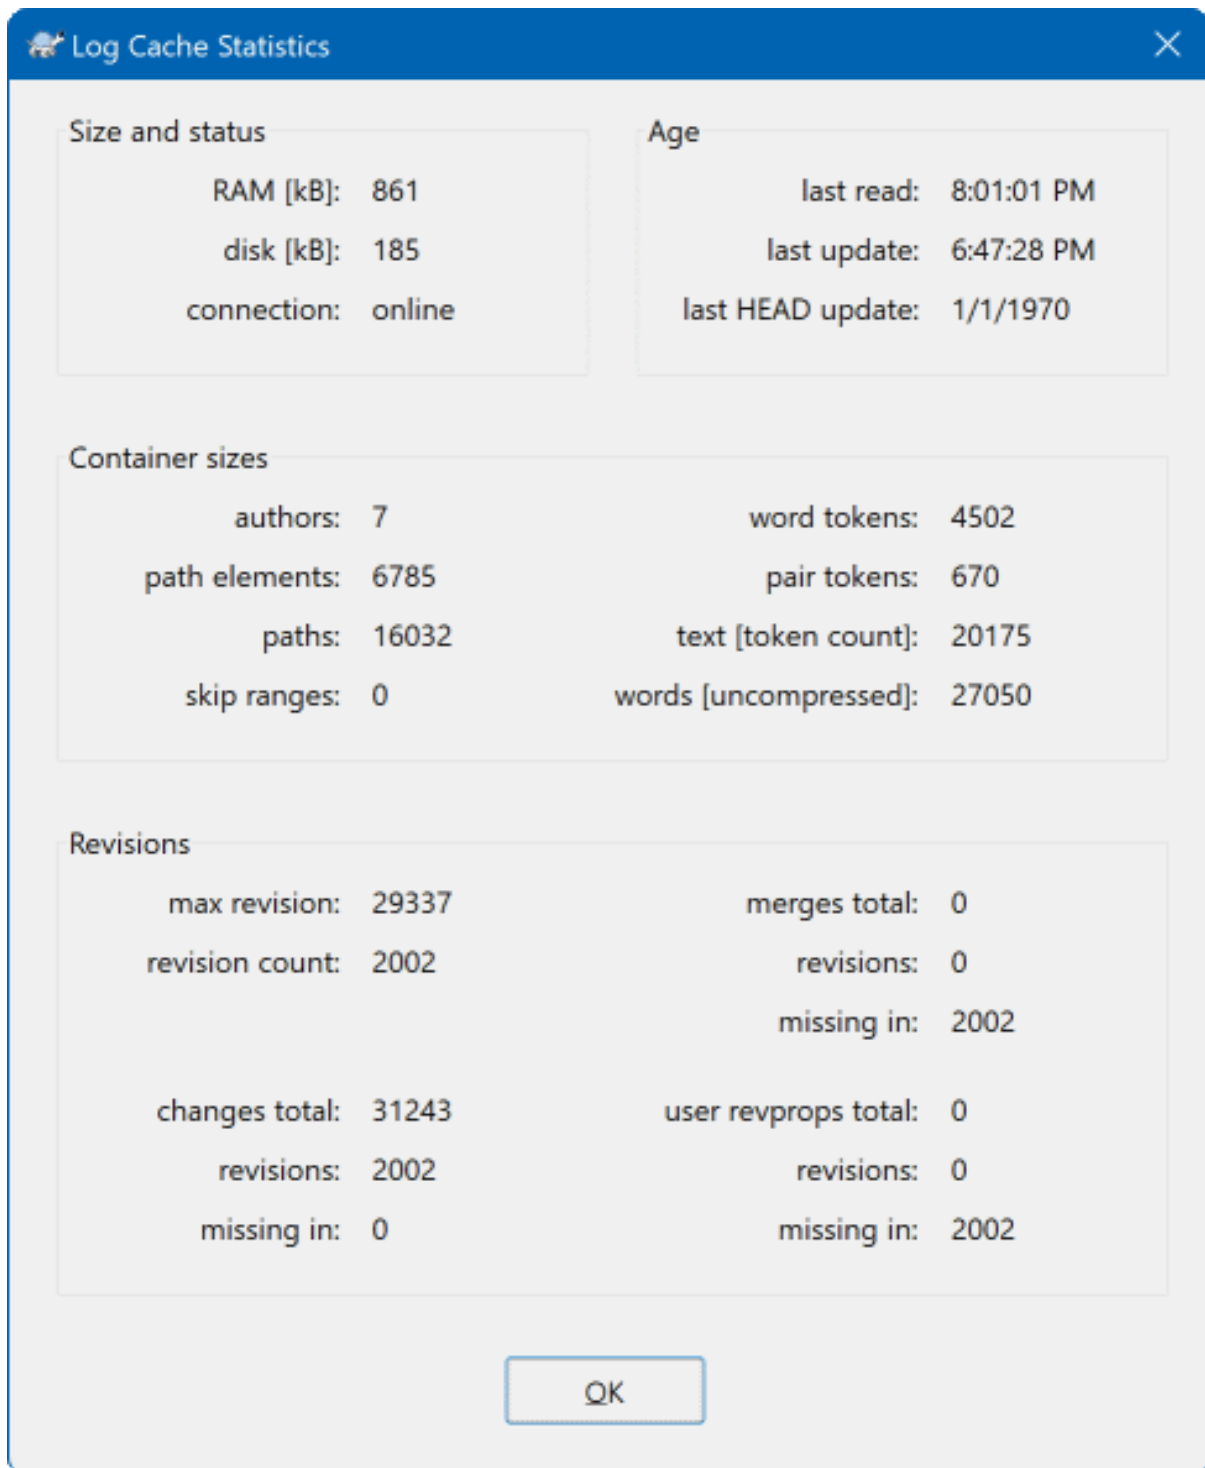 Log Cache Statistics
Size and status
RAM [kB]: 861
disk [kB]: 185
connection: online
Age
last read: 8:01:01 PM
last update: 6:47:28 PM
last HEAD update: 1/1/1970
Container sizes
authors: 7
path elements: 6785
paths: 16032
skip ranges: 0
word tokens: 4502
pair tokens: 670
text [token count]: 20175
words [uncompressed]: 27050
Revisions
max revision: 29337
revision count: 2002
merges total: 0
revisions: 0
missing in: 2002
changes total: 31243
revisions: 2002
missing in: 0
user revprops total: 0
revisions: 0
missing in: 2002
OK